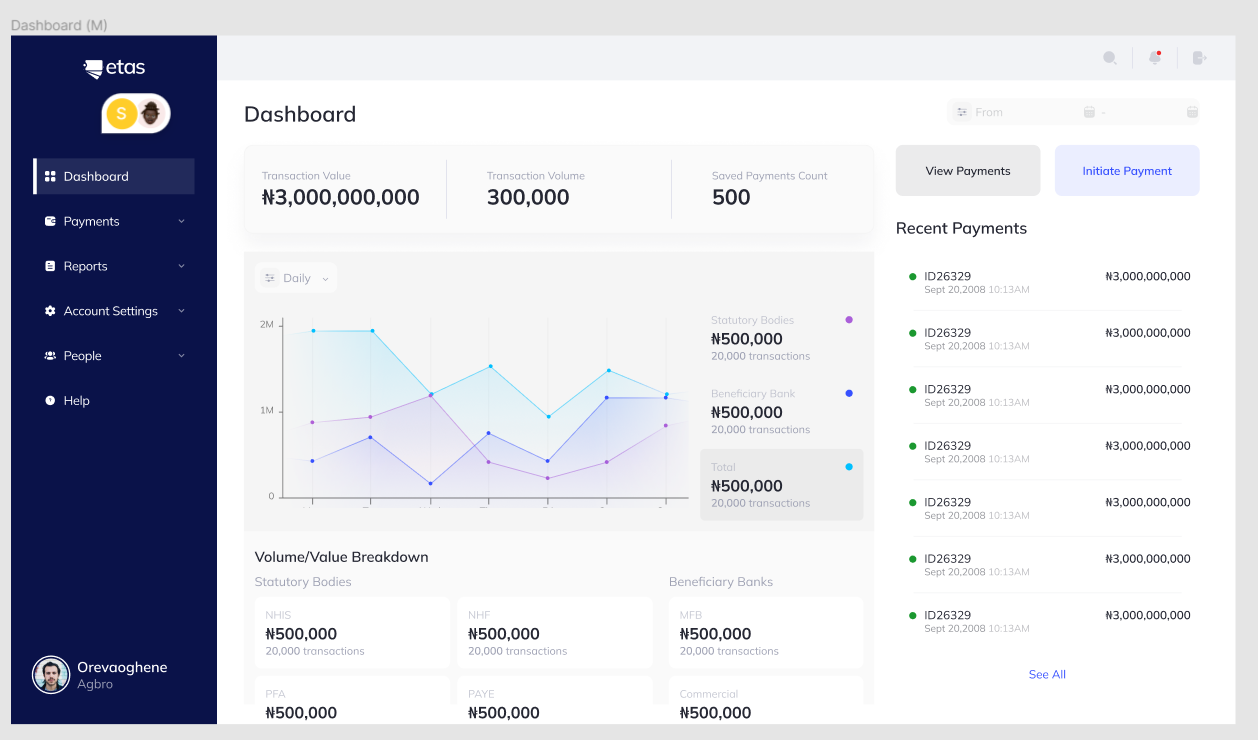 Dashboard (M)
etas
S
Dashboard
Payments
Reports
Account Settings
People
Help
Orevaoghene
Agbro
Dashboard
From
-
Transaction Value
₦3,000,000,000
Transaction Volume
300,000
Saved Payments Count
500
View Payments
Initiate Payment
Daily
2M
1M
0
Statutory Bodies
₦500,000
20,000 transactions
Beneficiary Bank
₦500,000
20,000 transactions
Total
₦500,000
20,000 transactions
Volume/Value Breakdown
Statutory Bodies
NHIS
₦500,000
20,000 transactions
NHF
₦500,000
20,000 transactions
PFA
₦500,000
PAYE
₦500,000
Beneficiary Banks
MFB
₦500,000
20,000 transactions
Commercial
₦500,000
Recent Payments
ID26329 ₦3,000,000,000
Sept 20,2008 10:13AM
ID26329 ₦3,000,000,000
Sept 20,2008 10:13AM
ID26329 ₦3,000,000,000
Sept 20,2008 10:13AM
ID26329 ₦3,000,000,000
Sept 20,2008 10:13AM
ID26329 ₦3,000,000,000
Sept 20,2008 10:13AM
ID26329 ₦3,000,000,000
Sept 20,2008 10:13AM
ID26329 ₦3,000,000,000
Sept 20,2008 10:13AM
See All